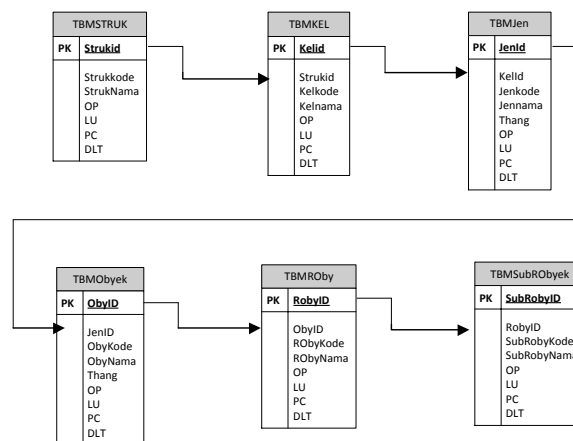 TBMSTRUK
PK Strukid
Strukkode
StrukNama
OP
LU
PC
DLT
TBMKEL
PK Kelid
Strukid
Kelkode
Kelnama
OP
LU
PC
DLT
TBMJen
PK JenId
KelId
Jenkode
Jennama
Thang
OP
LU
PC
DLT
TBMObyek
PK ObyID
JenID
ObyKode
ObyNama
Thang
OP
LU
PC
DLT
TBMROby
PK RobyID
ObyID
RObyKode
RObyNama
OP
LU
PC
DLT
TBMSubRObyek
PK SubRobyID
RobyID
SubRobyKode
SubRobyNama
OP
LU
PC
DLT